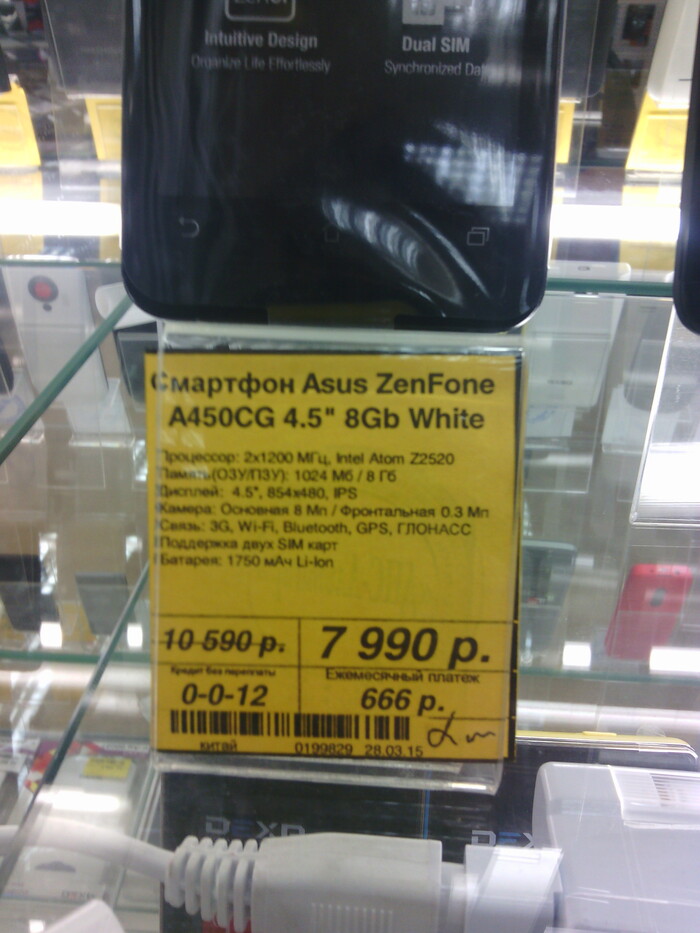 Intuitive Design
Dual SIM
Organize Life Effortlessly
Synchronized Dat
Смартфон Asus ZenFone
A450CG 4.5" 8Gb White
Процессор: 2x1200 МГц, Intel Atom Z2520
Память(ОЗУ/ПЗУ): 1024 Мб / 8 Гб
Дисплей: 4.5", 854x480, IPS
Камера: Основная 8 Мп / Фронтальная 0.3 Мп
Связь: 3G, Wi-Fi, Bluetooth, GPS, ГЛОНАСС
Поддержка двух SIM карт
Батарея: 1750 мАч Li-Ion
10 590 р.
7 990 р.
Кредит без переплаты
Ежемесячный платеж
0-0-12
666 р.
китай
0199829
28.03.15
DEXP